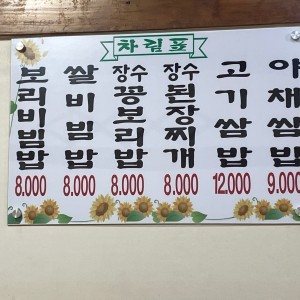 차림표
보리비빔밥 8.000
쌀비빔밥 8.000
장수꽁보리밥 8.000
장수된장찌개 8.000
고기쌈밥 12.000
야채쌈밥 9.000